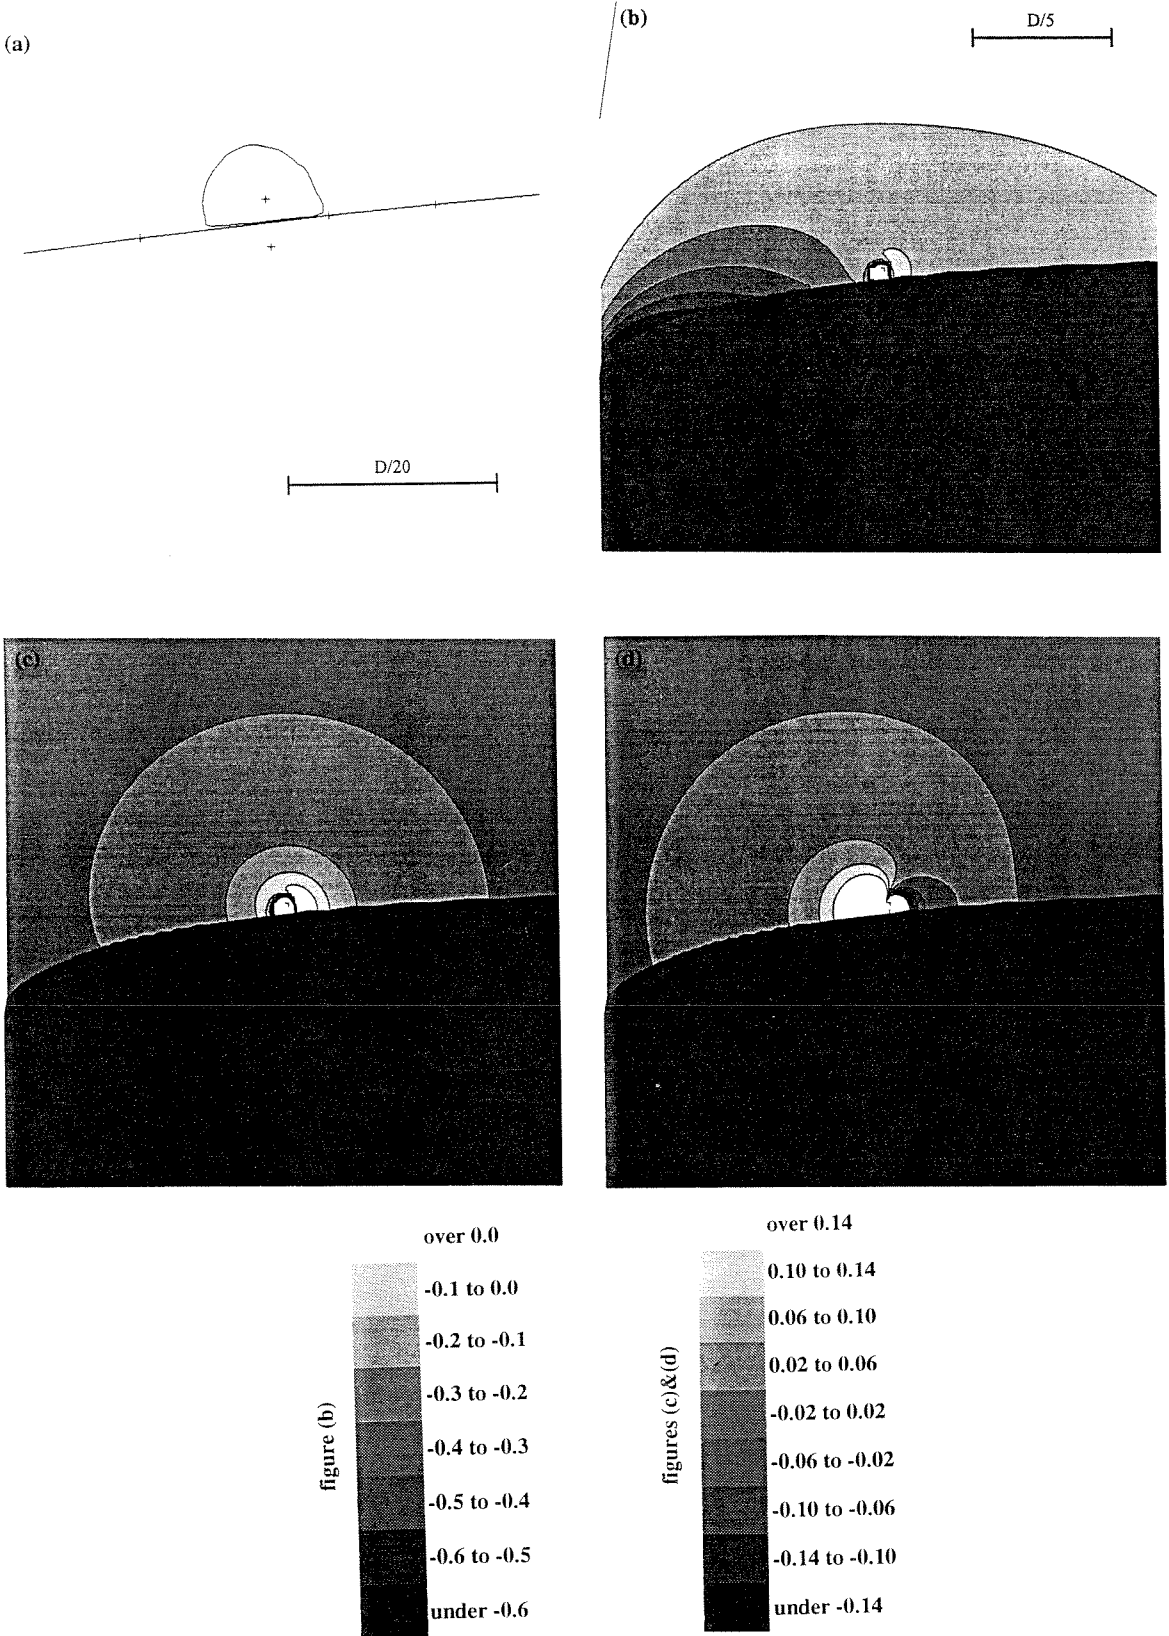 (a)
(b)
D/5
D/20
(c)
(d)
figure (b)
over 0.0
-0.1 to 0.0
-0.2 to -0.1
-0.3 to -0.2
-0.4 to -0.3
-0.5 to -0.4
-0.6 to -0.5
under -0.6
figures (c)&(d)
over 0.14
0.10 to 0.14
0.06 to 0.10
0.02 to 0.06
-0.02 to 0.02
-0.06 to -0.02
-0.10 to -0.06
-0.14 to -0.10
under -0.14